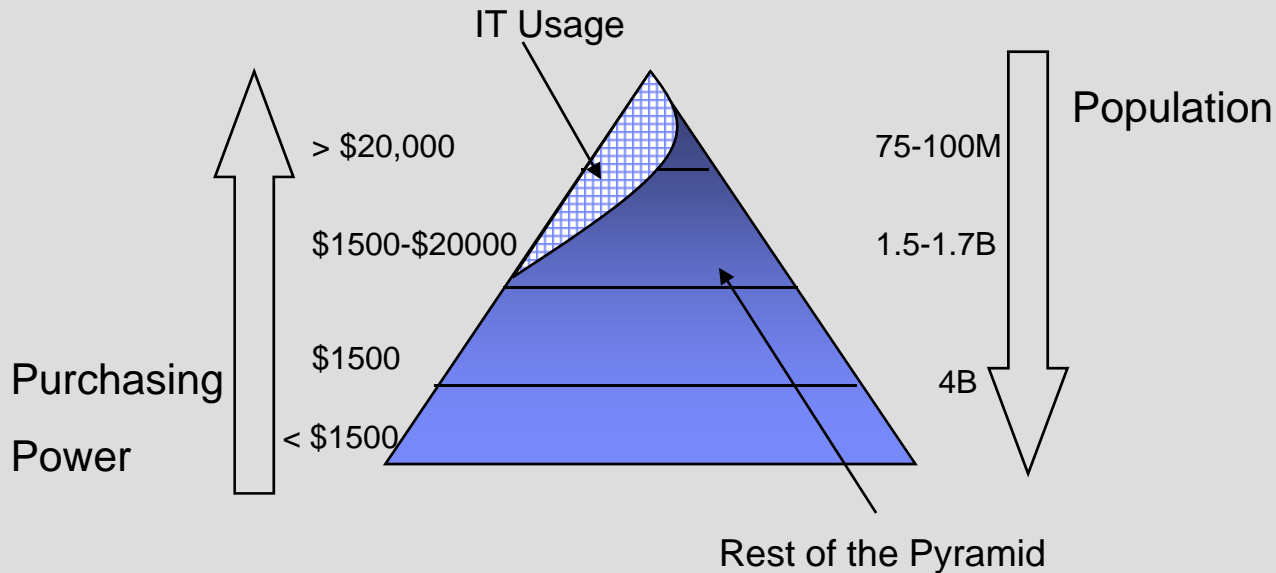 IT Usage
Population
> $20,000
75-100M
$1500-$20000
1.5-1.7B
$1500
Purchasing
4B
< $1500
Power
Rest of the Pyramid